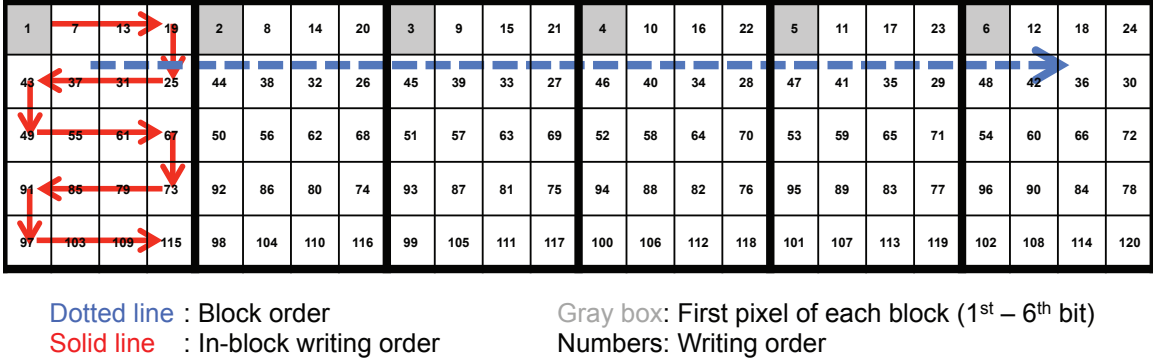 1 7 13 19 2 8 14 20 3 9 15 21 4 10 16 22 5 11 17 23 6 12 18 24
43 37 31 25 44 38 32 26 45 39 33 27 46 40 34 28 47 41 35 29 48 42 36 30
49 55 61 67 50 56 62 68 51 57 63 69 52 58 64 70 53 59 65 71 54 60 66 72
91 85 79 73 92 86 80 74 93 87 81 75 94 88 82 76 95 89 83 77 96 90 84 78
97 103 109 115 98 104 110 116 99 105 111 117 100 106 112 118 101 107 113 119 102 108 114 120
Dotted line : Block order Gray box: First pixel of each block (1st – 6th bit)
Solid line : In-block writing order Numbers: Writing order